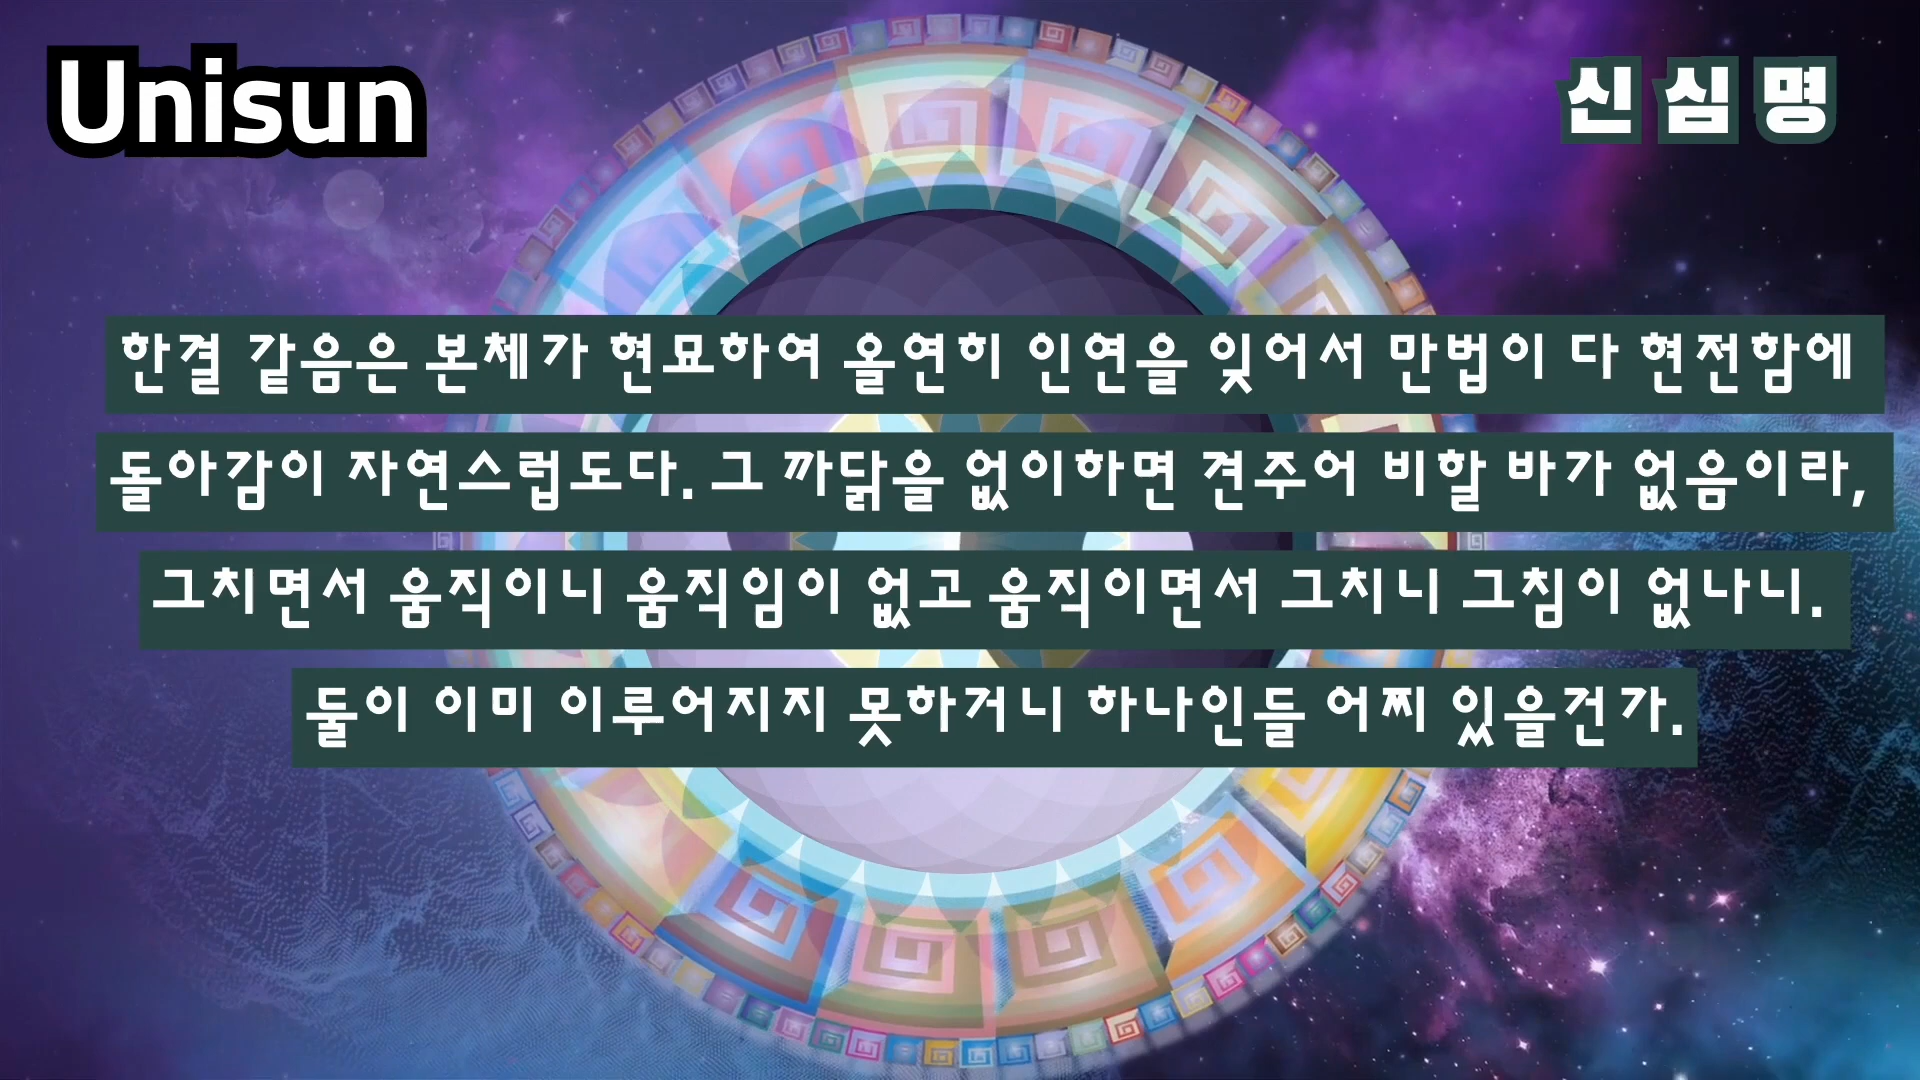 Unisun
신심명
한결 같음은 본체가 현묘하여 올연히 인연을 잊어서 만법이 다 현전함에
돌아감이 자연스럽도다. 그 까닭을 없이하면 견주어 비할 바가 없음이라,
그치면서 움직이니 움직임이 없고 움직이면서 그치니 그침이 없나니.
둘이 이미 이루어지지 못하거니 하나인들 어찌 있을건가.